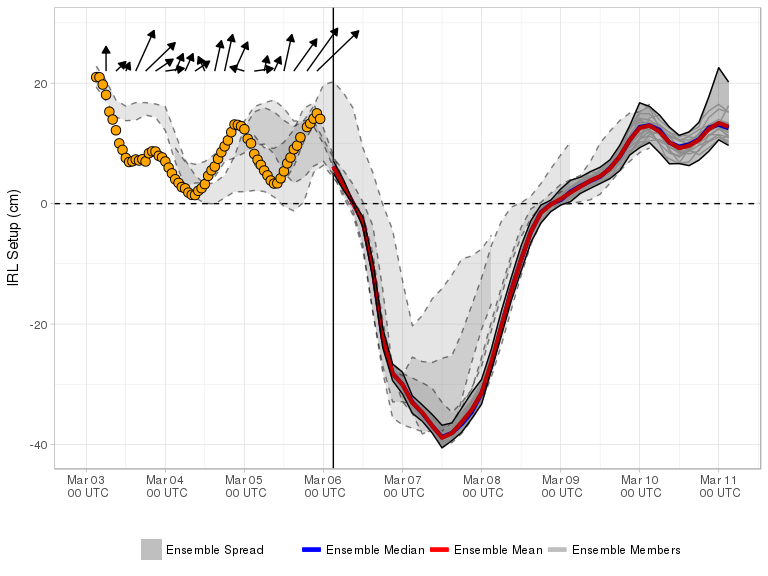 IRL Setup (cm)
20
0
-20
-40
Mar 03 Mar 04 Mar 05 Mar 06 Mar 07 Mar 08 Mar 09 Mar 10 Mar 11
00 UTC 00 UTC 00 UTC 00 UTC 00 UTC 00 UTC 00 UTC 00 UTC 00 UTC
Ensemble Spread Ensemble Median Ensemble Mean Ensemble Members